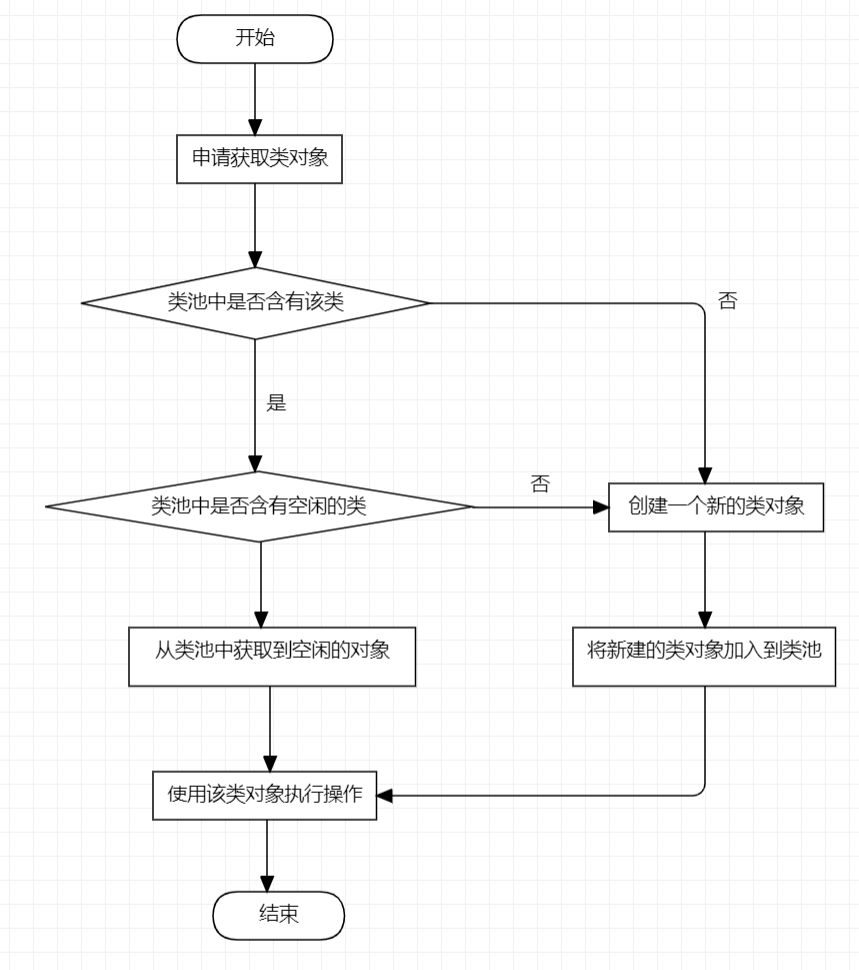 开始
申请获取类对象
类池中是否含有该类
否
是
类池中是否含有空闲的类
否
创建一个新的类对象
从类池中获取到空闲的对象
将新建的类对象加入到类池
使用该类对象执行操作
结束